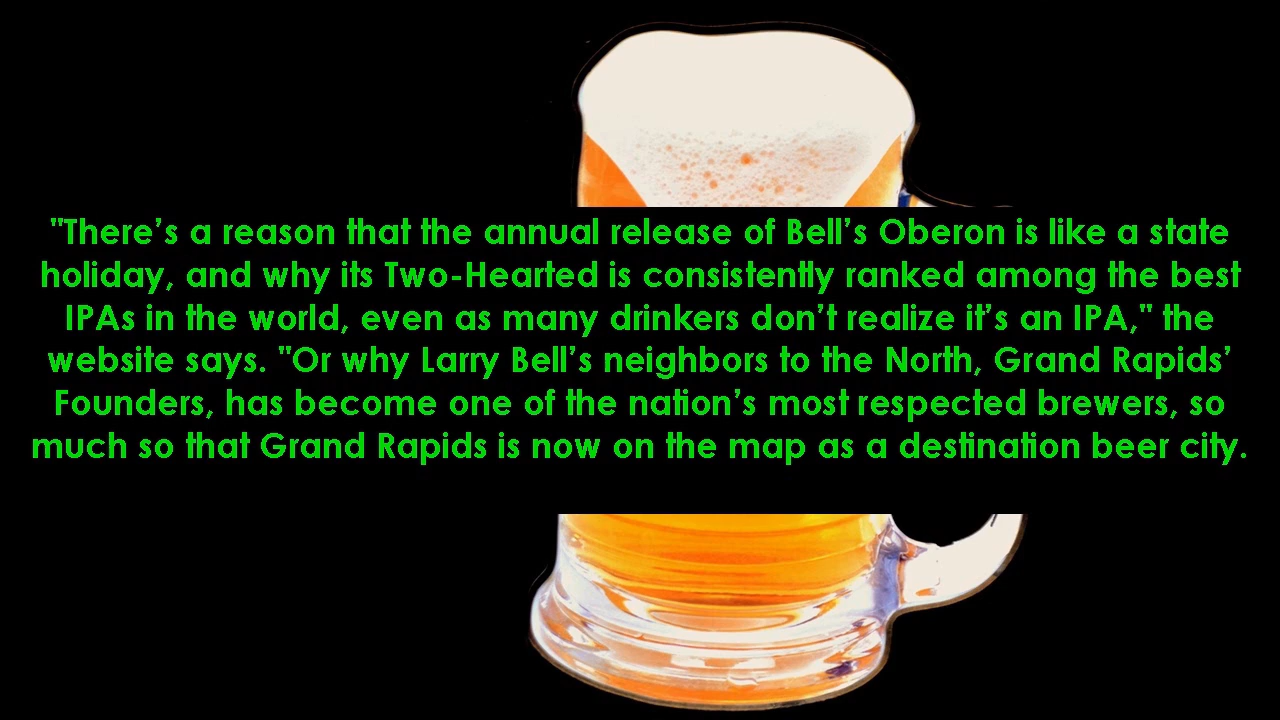 "There’s a reason that the annual release of Bell’s Oberon is like a state
holiday, and why its Two-Hearted is consistently ranked among the best
IPAs in the world, even as many drinkers don’t realize it’s an IPA," the
website says. "Or why Larry Bell’s neighbors to the North, Grand Rapids’
Founders, has become one of the nation’s most respected brewers, so
much so that Grand Rapids is now on the map as a destination beer city.